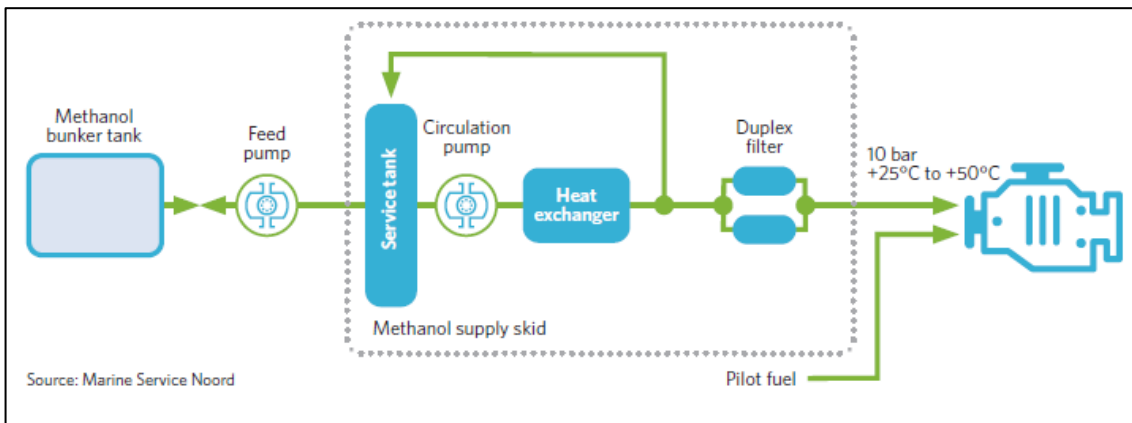 Methanol
bunker tank
Feed
pump
Service tank
Circulation
pump
Heat
exchanger
Duplex
filter
10 bar
+25°C to +50°C
Methanol supply skid
Source: Marine Service Noord
Pilot fuel